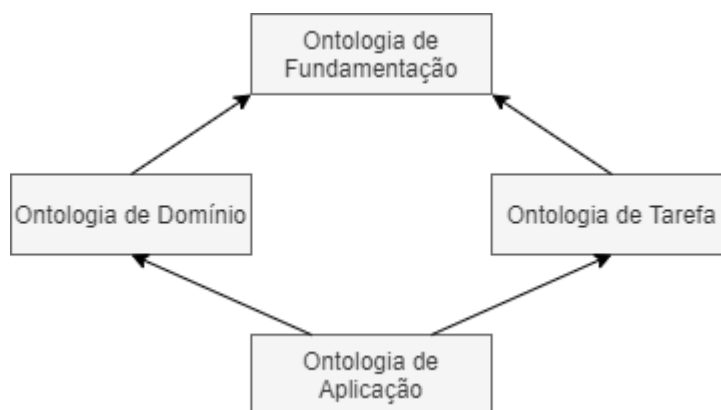 Ontologia de
Fundamentação
Ontologia de Domínio
Ontologia de Tarefa
Ontologia de
Aplicação